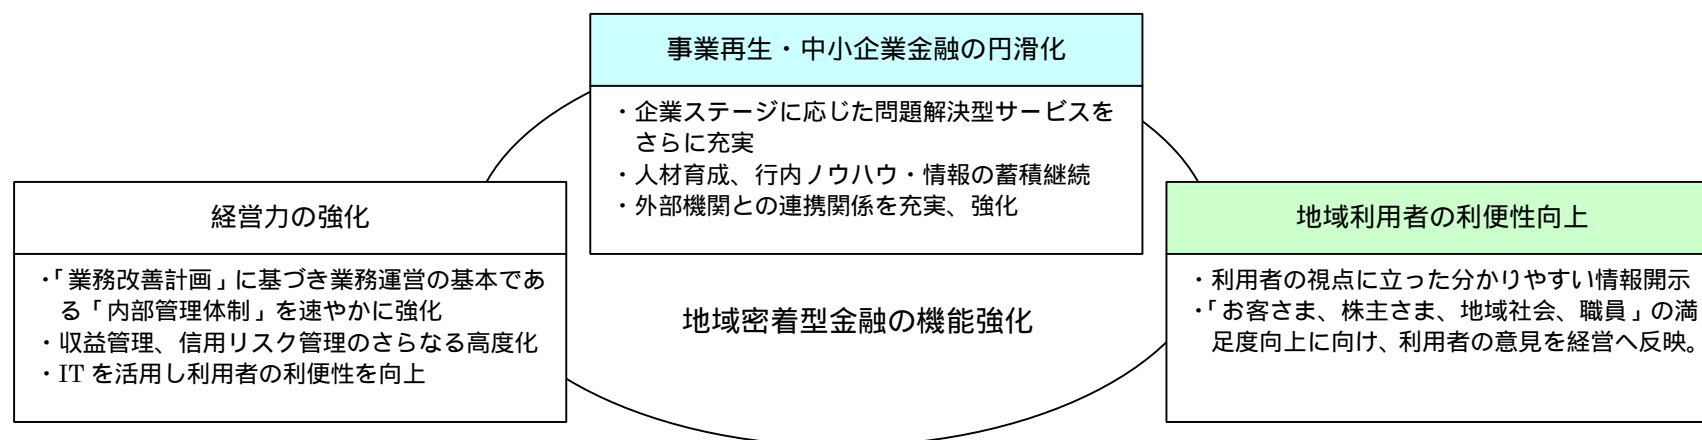 事業再生・中小企業金融の円滑化
・企業ステージに応じた問題解決型サービスを
さらに充実
・人材育成、行内ノウハウ・情報の蓄積継続
・外部機関との連携関係を充実、強化
経営力の強化
・「業務改善計画」に基づき業務運営の基本であ
る「内部管理体制」を速やかに強化
・収益管理、信用リスク管理のさらなる高度化
・IT を活用し利用者の利便性を向上
地域密着型金融の機能強化
地域利用者の利便性向上
・利用者の視点に立った分かりやすい情報開示
・「お客さま、株主さま、地域社会、職員」の満
足度向上に向け、利用者の意見を経営へ反映。